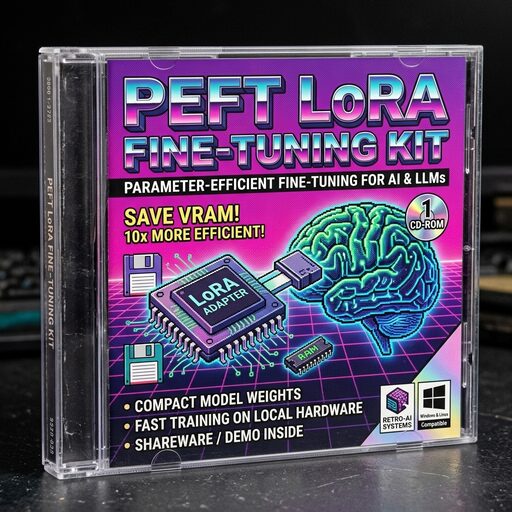 PEFT LoRA
FINE-TUNING KIT
PARAMETER-EFFICIENT FINE-TUNING FOR AI & LLMs
SAVE VRAM!
10x MORE EFFICIENT!
1
CD-ROM
LoRA
ADAPTER
RAM
• COMPACT MODEL WEIGHTS
• FAST TRAINING ON LOCAL HARDWARE
• SHAREWARE / DEMO INSIDE
RETRO-AI
SYSTEMS
Windows & Linux
Compatible
PEFT LoRA FINE-TUNING KIT